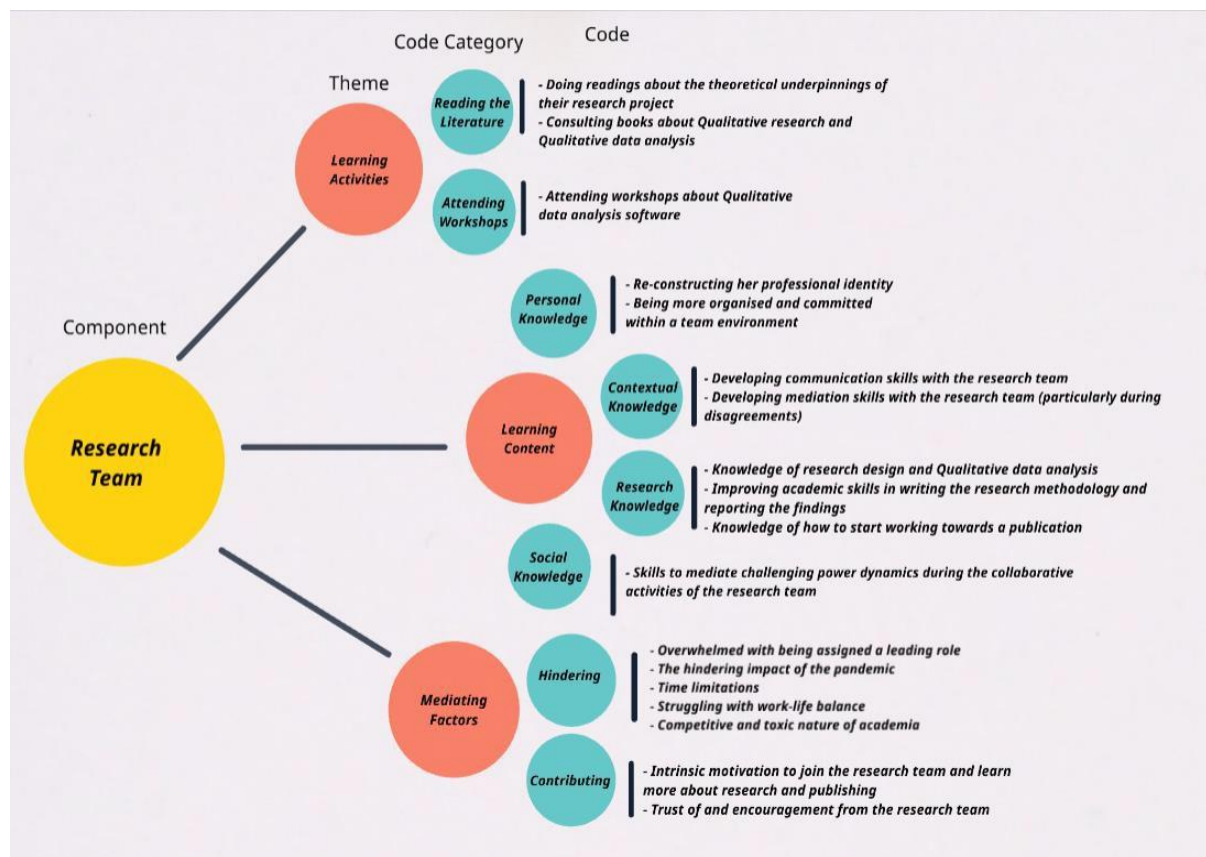 Code Category
Code
Theme
Component
Research
Team
Learning
Activities
Reading the
Literature
- Doing readings about the theoretical underpinnings of
their research project
- Consulting books about Qualitative research and
Qualitative data analysis
Attending
Workshops
- Attending workshops about Qualitative
data analysis software
Learning
Content
Personal
Knowledge
- Re-constructing her professional identity
- Being more organised and committed
within a team environment
Contextual
Knowledge
- Developing communication skills with the research team
- Developing mediation skills with the research team (particularly during
disagreements)
Research
Knowledge
- Knowledge of research design and Qualitative data analysis
- Improving academic skills in writing the research methodology and
reporting the findings
- Knowledge of how to start working towards a publication
Social
Knowledge
- Skills to mediate challenging power dynamics during the collaborative
activities of the research team
Mediating
Factors
Hindering
- Overwhelmed with being assigned a leading role
- The hindering impact of the pandemic
- Time limitations
- Struggling with work-life balance
- Competitive and toxic nature of academia
Contributing
- Intrinsic motivation to join the research team and learn
more about research and publishing
- Trust of and encouragement from the research team